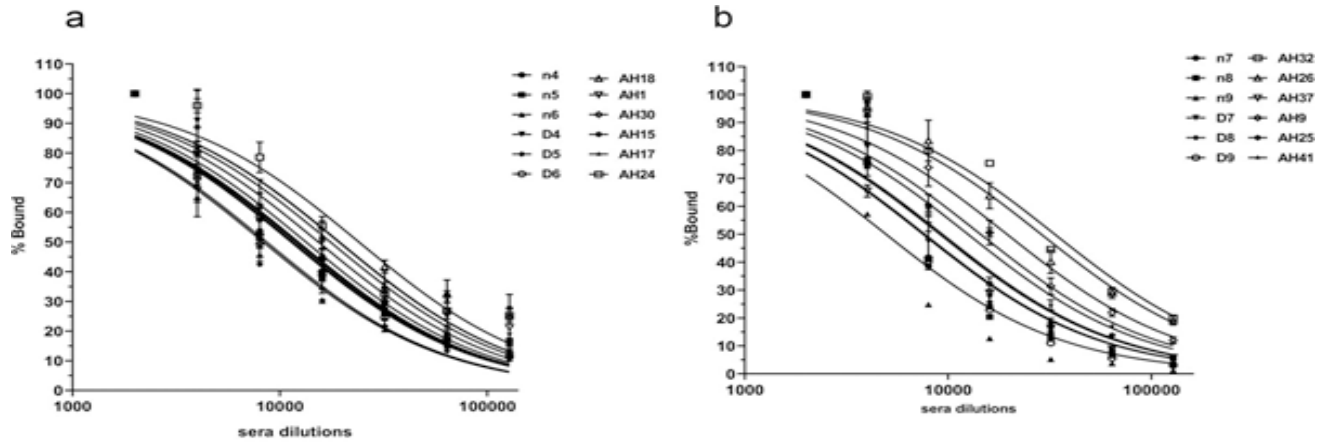 a
110
100
90
80
70
60
50
40
30
20
10
0
% Bound
1000 10000 100000
sera dilutions
n4 AH18
n5 AH1
n6 AH30
D4 AH15
D5 AH17
D6 AH24
b
110
100
90
80
70
60
50
40
30
20
10
0
%Bound
1000 10000 100000
sera dilutions
n7 AH32
n8 AH26
n9 AH37
D7 AH9
D8 AH25
D9 AH41